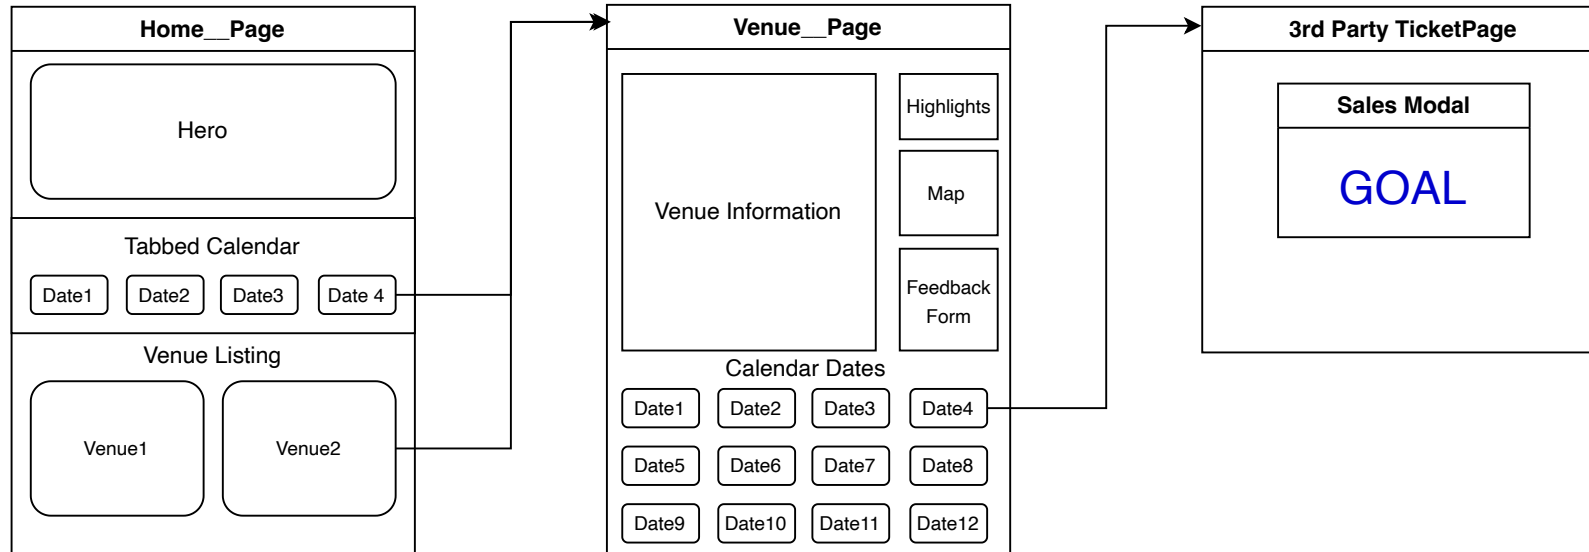 Home__Page
Hero
Tabbed Calendar
Date1
Date2
Date3
Date 4
Venue Listing
Venue1
Venue2
Venue__Page
Venue Information
Highlights
Map
Feedback
Form
Calendar Dates
Date1
Date2
Date3
Date4
Date5
Date6
Date7
Date8
Date9
Date10
Date11
Date12
3rd Party TicketPage
Sales Modal
GOAL